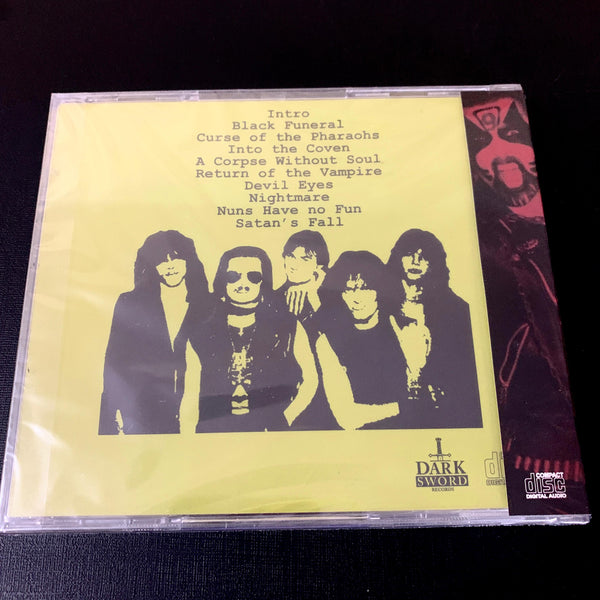 Intro
Black Funeral
Curse of the Pharaohs
Into the Coven
A Corpse Without Soul
Return of the Vampire
Devil Eyes
Nightmare
Nuns Have no Fun
Satan's Fall
DARK
SWORD
RECORDS
COMPACT
disc
DIGITAL AUDIO